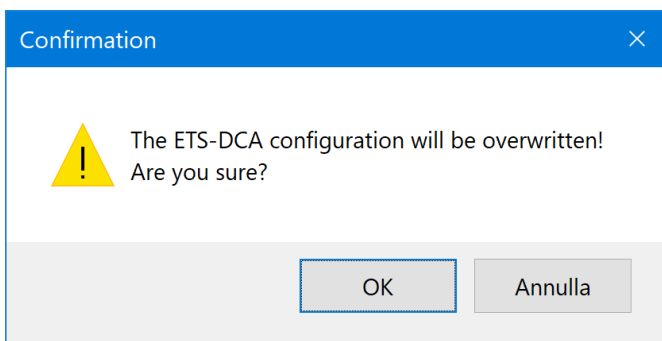 Confirmation
The ETS-DCA configuration will be overwritten!
Are you sure?
OK
Annulla